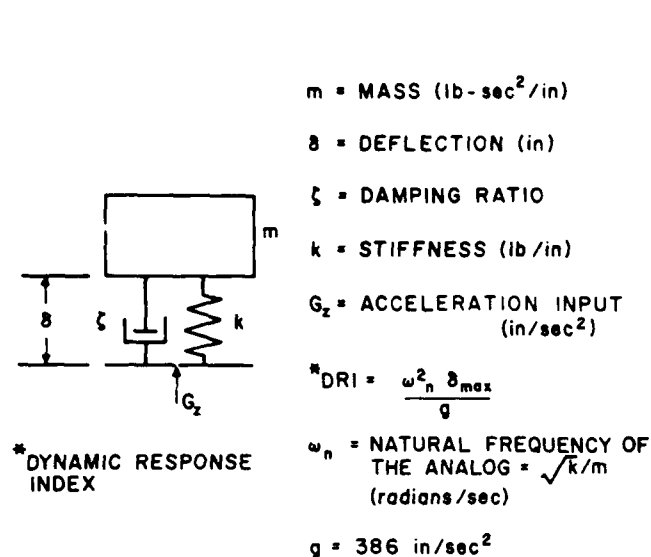 m = MASS (lb-sec²/in)
δ = DEFLECTION (in)
ζ = DAMPING RATIO
k = STIFFNESS (lb/in)
G_z = ACCELERATION INPUT
(in/sec²)
*DRI = ω²_n δ_max / g
ω_n = NATURAL FREQUENCY OF
THE ANALOG = √k/m
(radians/sec)
g = 386 in/sec²
m
δ
ζ
k
G_z
*DYNAMIC RESPONSE
INDEX